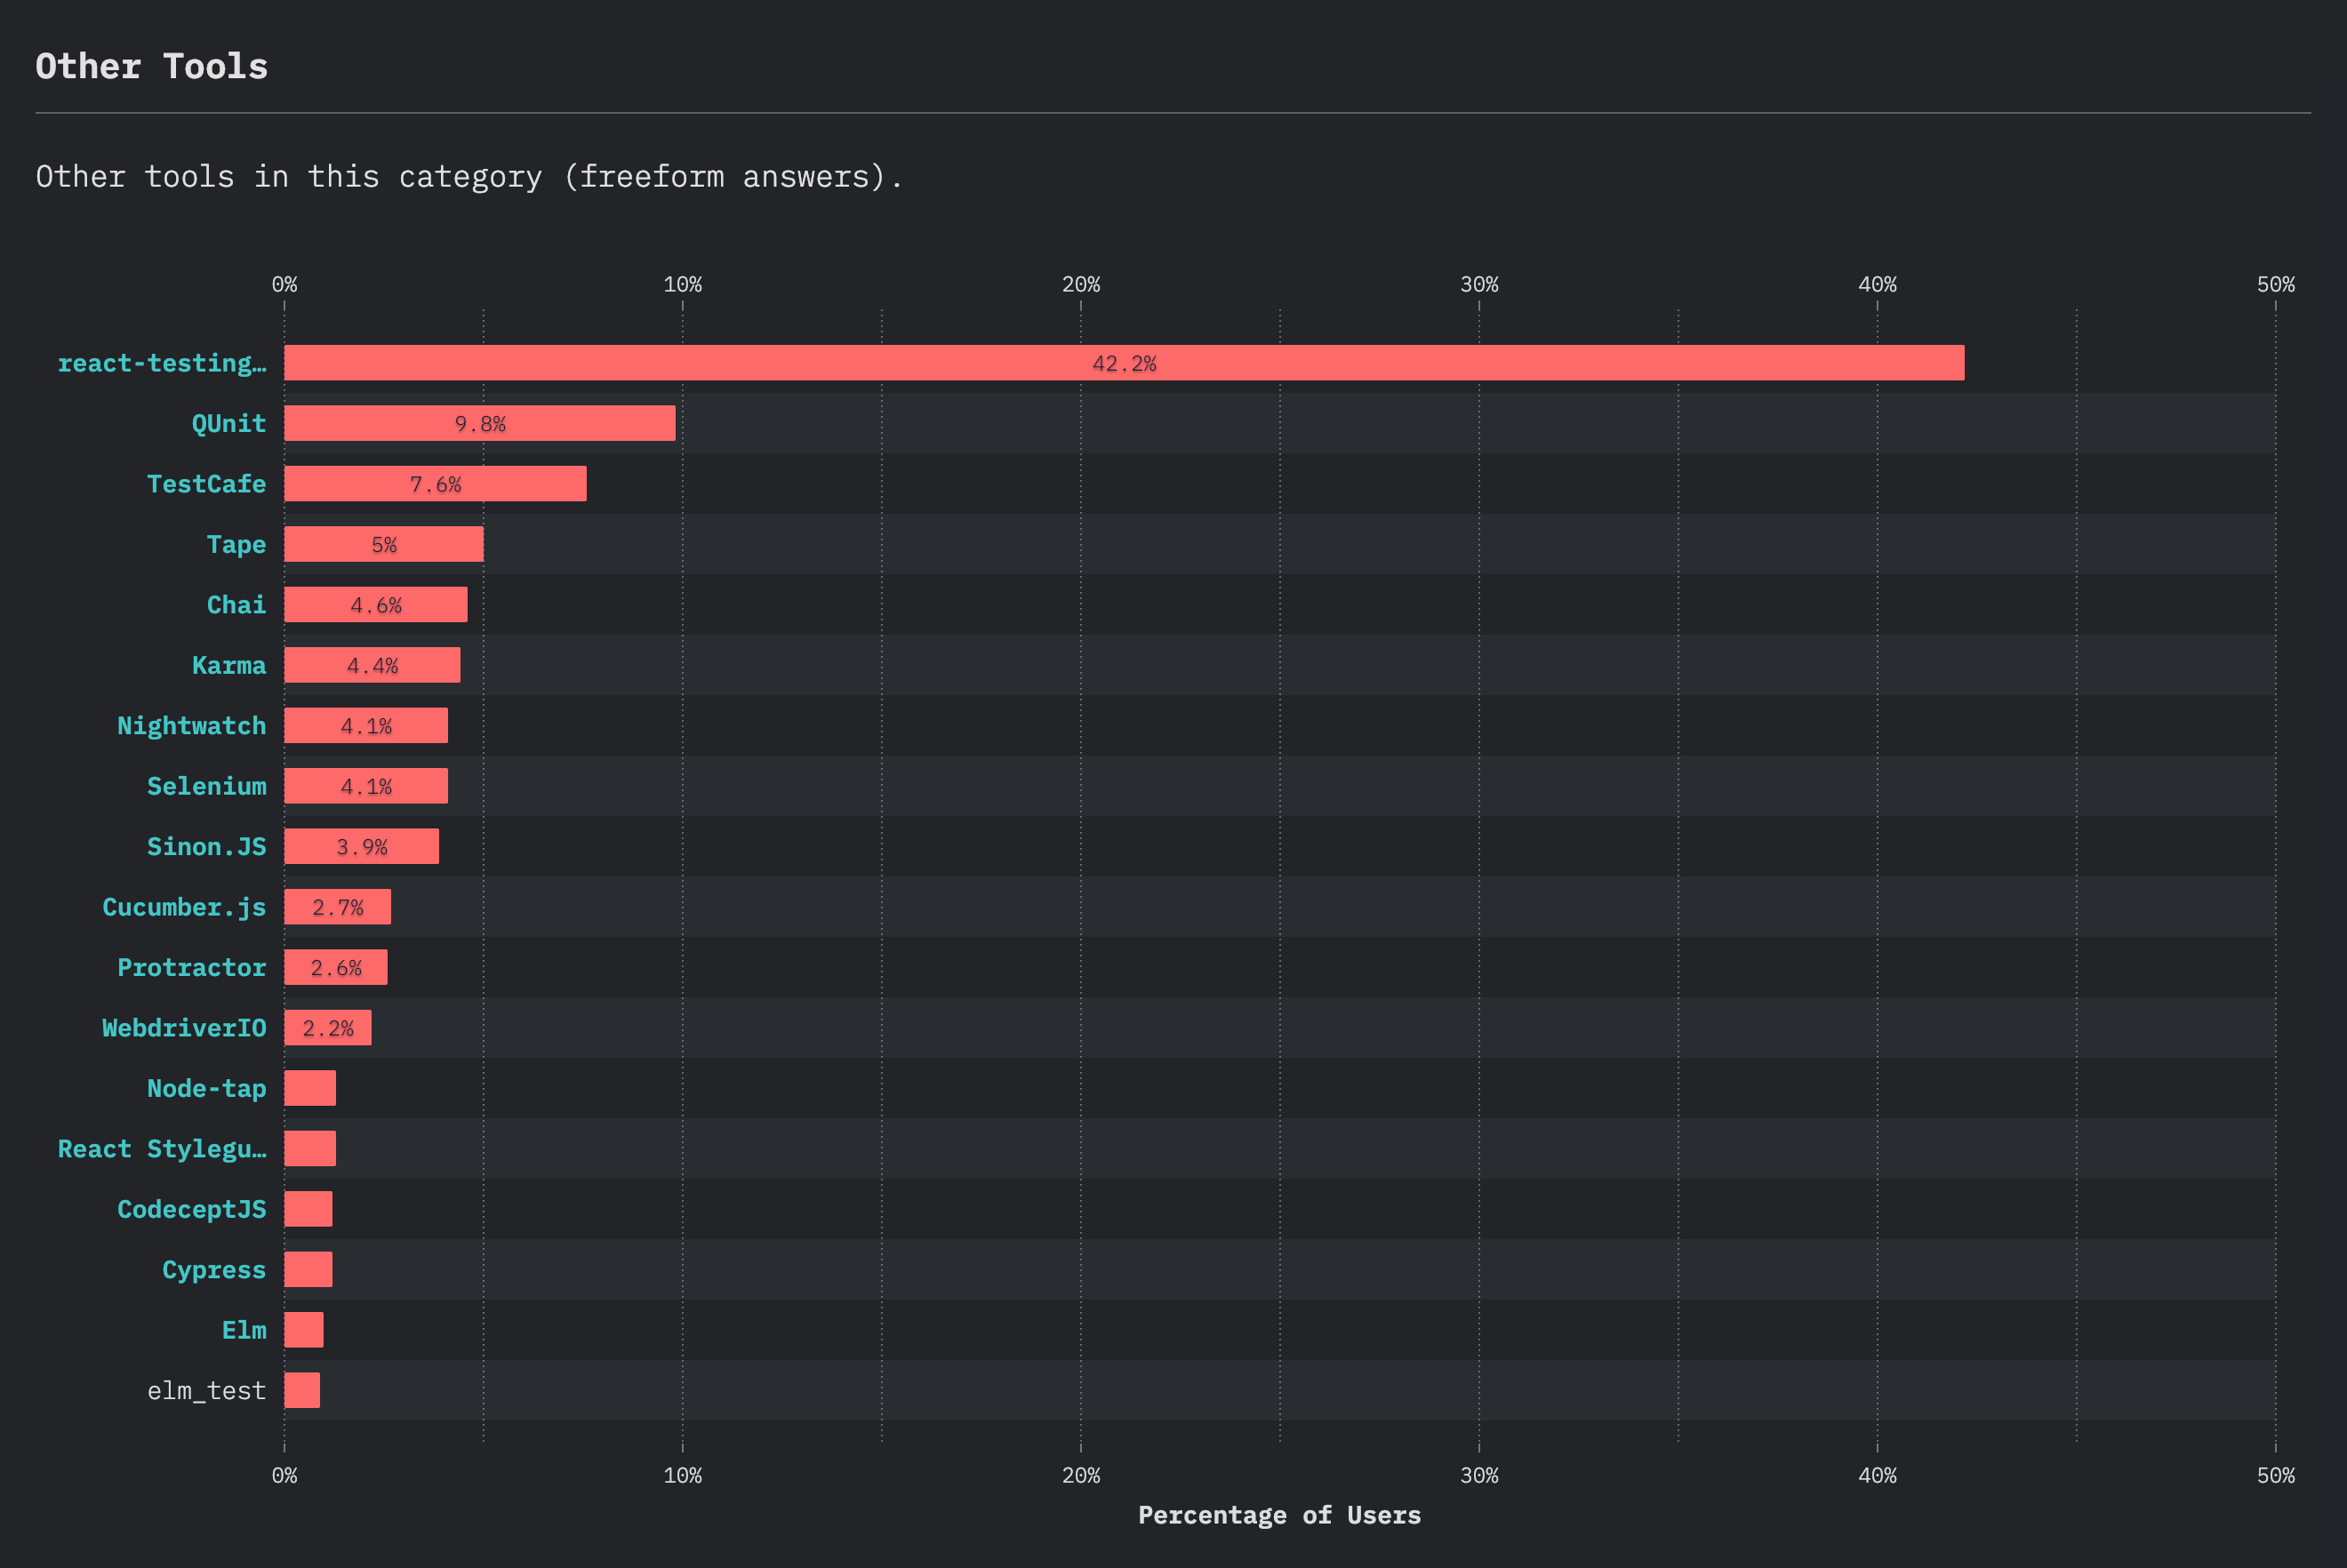 Other Tools
Other tools in this category (freeform answers).
0% 10% 20% 30% 40% 50%
react-testing… 42.2%
QUnit 9.8%
TestCafe 7.6%
Tape 5%
Chai 4.6%
Karma 4.4%
Nightwatch 4.1%
Selenium 4.1%
Sinon.JS 3.9%
Cucumber.js 2.7%
Protractor 2.6%
WebdriverIO 2.2%
Node-tap
React Stylegu…
CodeceptJS
Cypress
Elm
elm_test
0% 10% 20% 30% 40% 50%
Percentage of Users